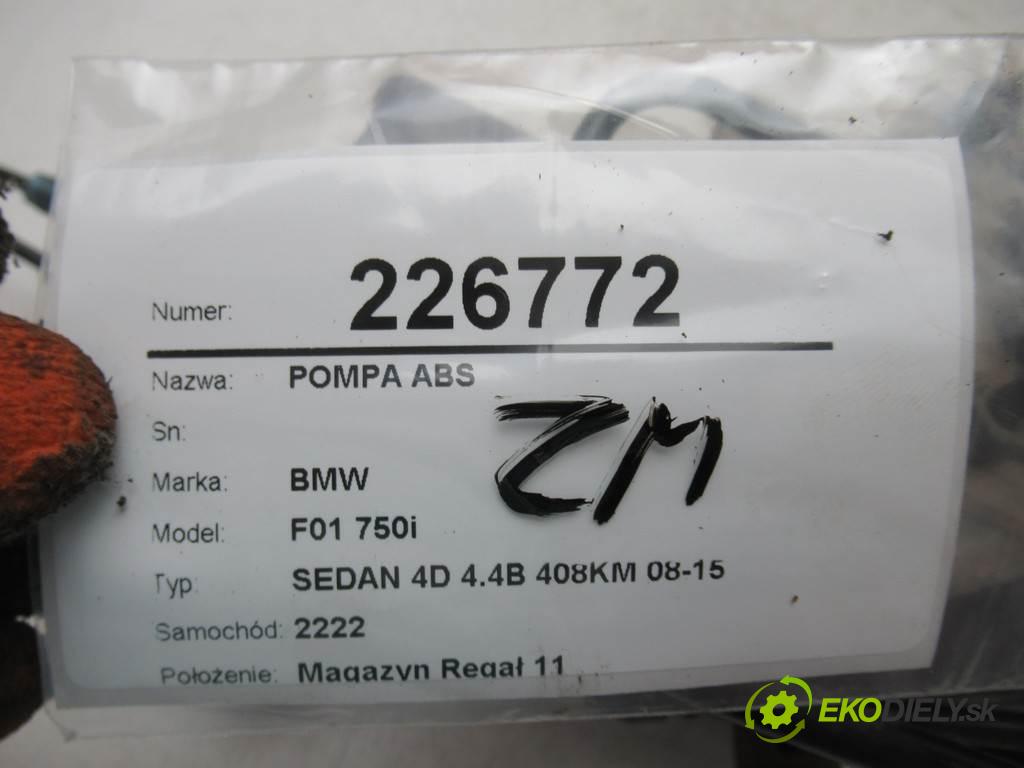 Numer: 226772
Nazwa: POMPA ABS
Sn:
ZM
Marka: BMW
Model: F01 750i
Typ: SEDAN 4D 4.4B 408KM 08-15
Samochód: 2222
Położenie: Magazyn Regał 11
EKODIELY.sk